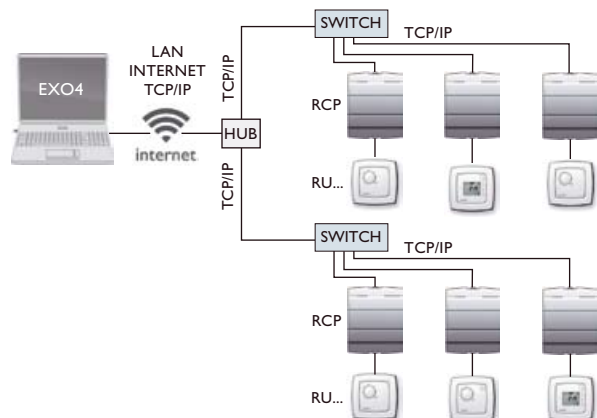 SWITCH
TCP/IP
LAN
INTERNET
TCP/IP
EXO4
TCP/IP
RCP
HUB
internet
TCP/IP
RU...
SWITCH
TCP/IP
RCP
RU...